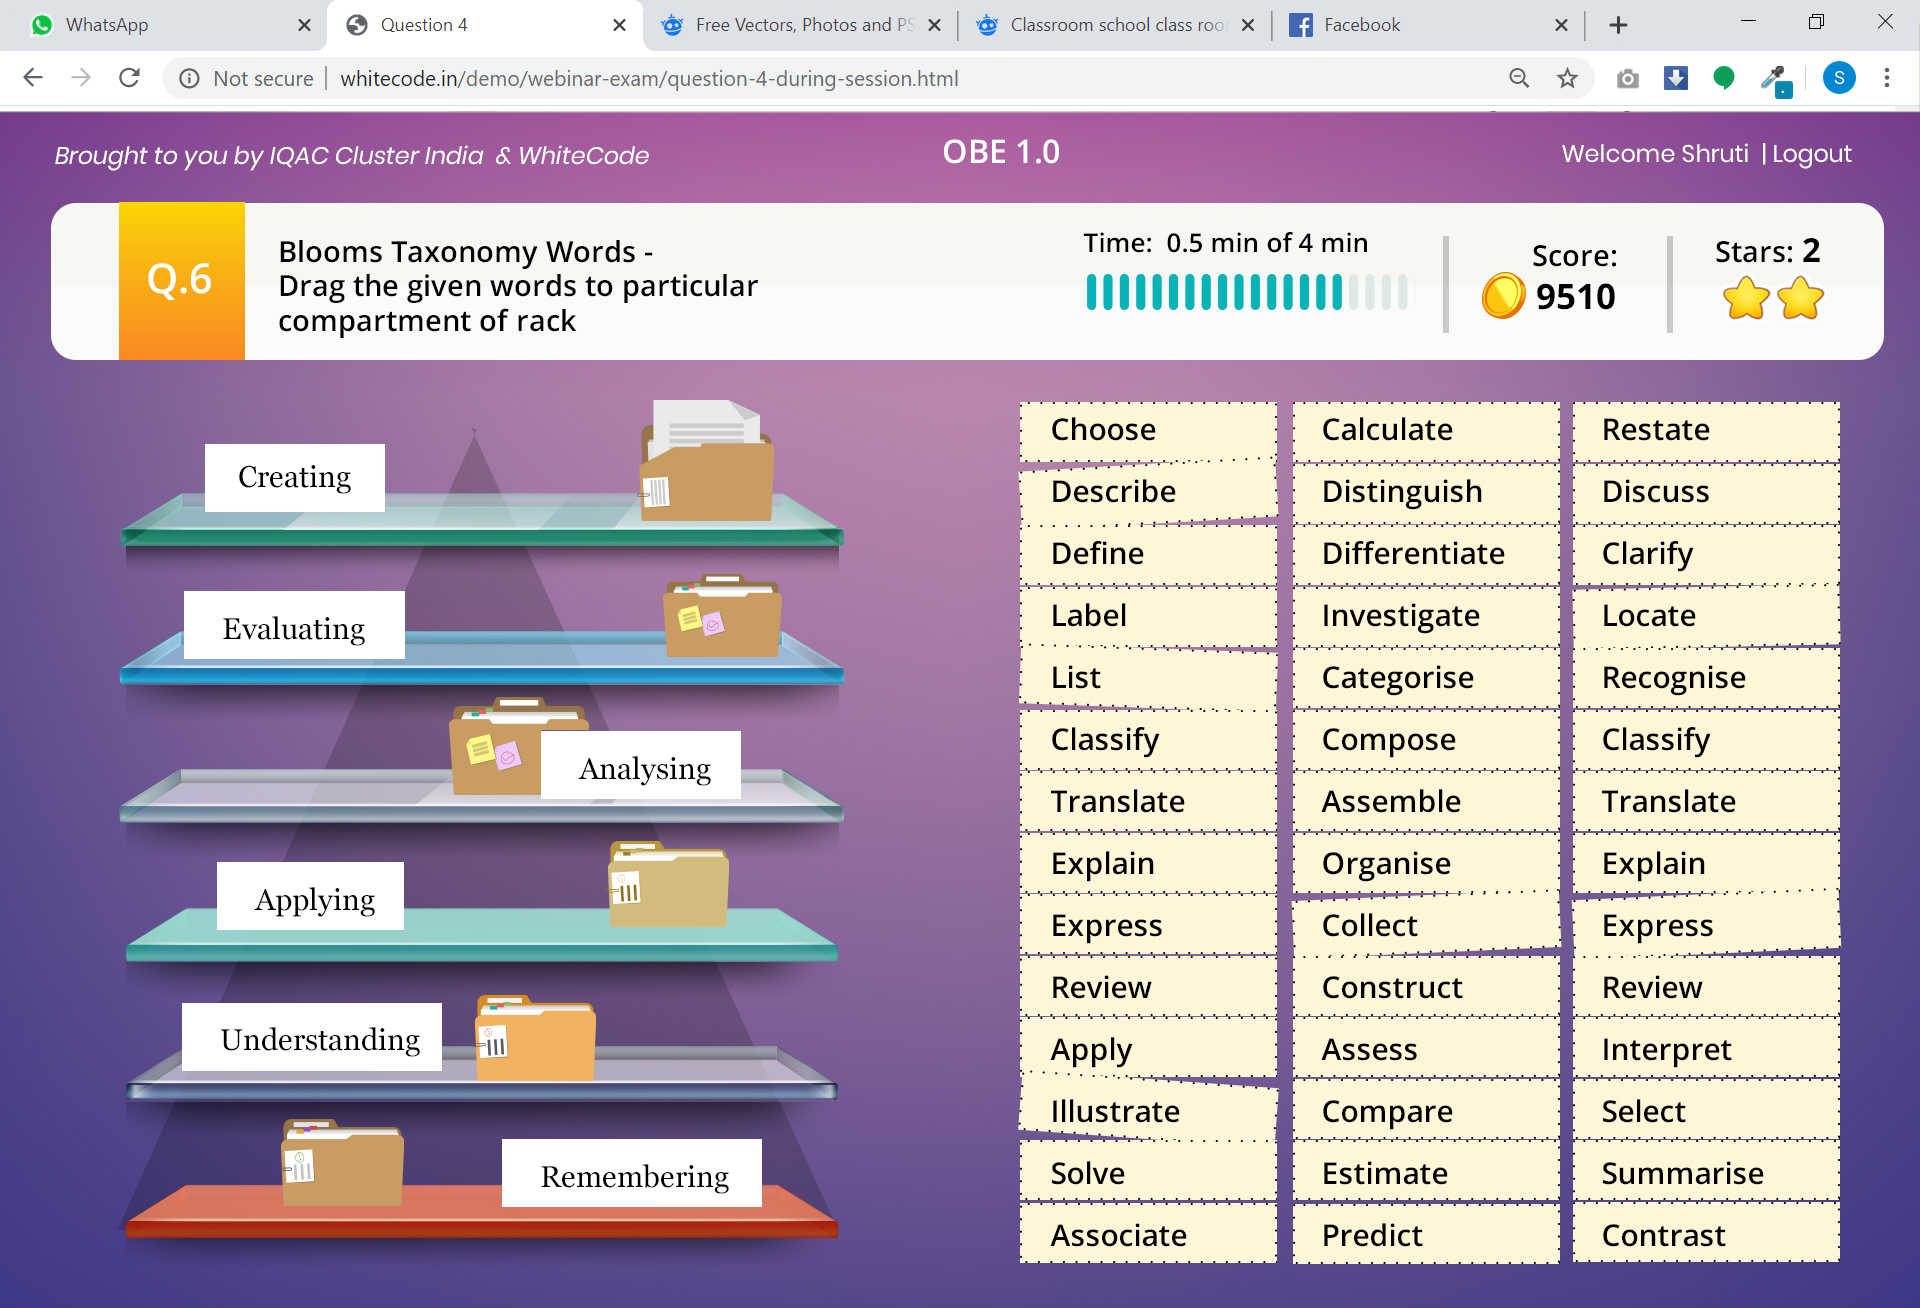 WhatsApp
Question 4
Free Vectors, Photos and PS
Classroom school class roo
Facebook
Not secure
whitecode.in/demo/webinar-exam/question-4-during-session.html
S
Brought to you by IQAC Cluster India & WhiteCode
OBE 1.0
Welcome Shruti | Logout
Q.6
Blooms Taxonomy Words -
Drag the given words to particular
compartment of rack
Time: 0.5 min of 4 min
Score:
9510
Stars: 2
Creating
Evaluating
Analysing
Applying
Understanding
Remembering
Choose
Describe
Define
Label
List
Classify
Translate
Explain
Express
Review
Apply
Illustrate
Solve
Associate
Calculate
Distinguish
Differentiate
Investigate
Categorise
Compose
Assemble
Organise
Collect
Construct
Assess
Compare
Estimate
Predict
Restate
Discuss
Clarify
Locate
Recognise
Classify
Translate
Explain
Express
Review
Interpret
Select
Summarise
Contrast